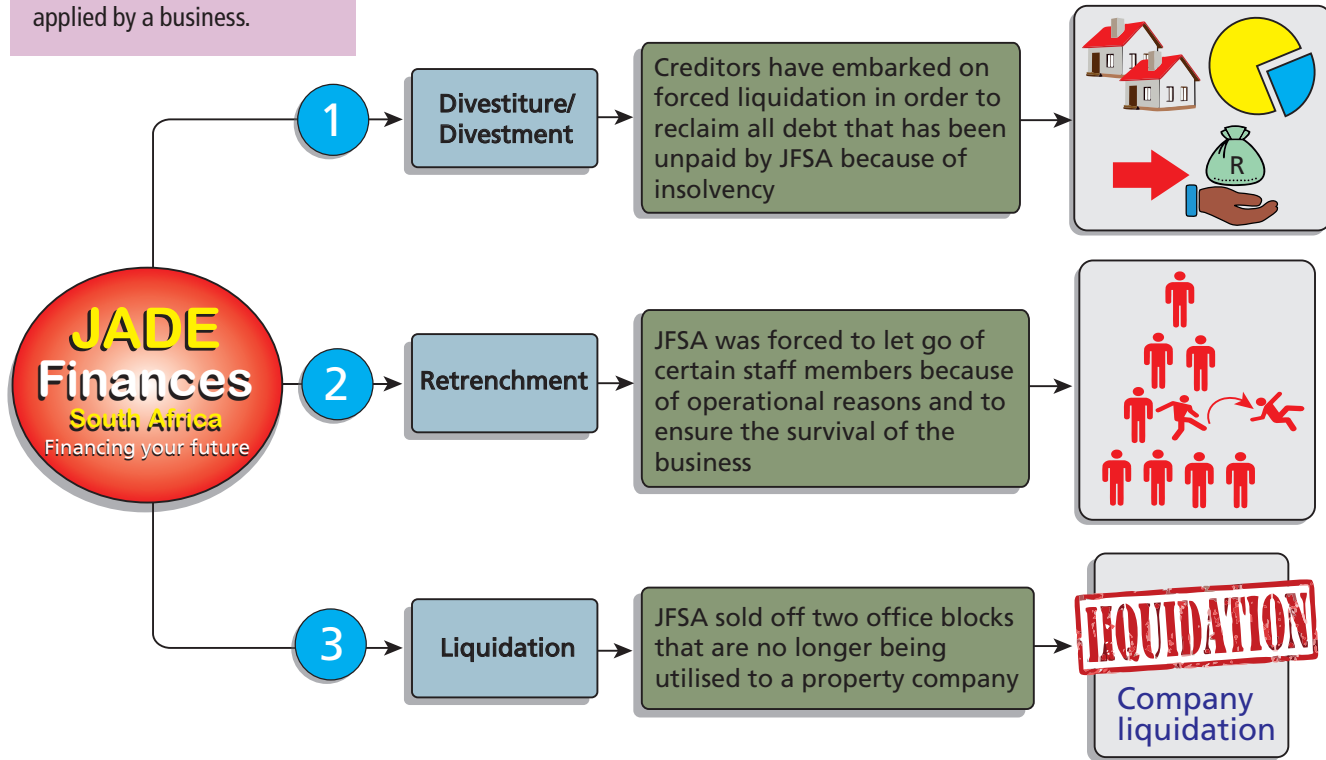 applied by a business.
1
Divestiture/
Divestment
Creditors have embarked on
forced liquidation in order to
reclaim all debt that has been
unpaid by JFSA because of
insolvency
R
JADE
Finances
South Africa
Financing your future
2
Retrenchment
JFSA was forced to let go of
certain staff members because
of operational reasons and to
ensure the survival of the
business
3
Liquidation
JFSA sold off two office blocks
that are no longer being
utilised to a property company
LIQUIDATION
Company
liquidation